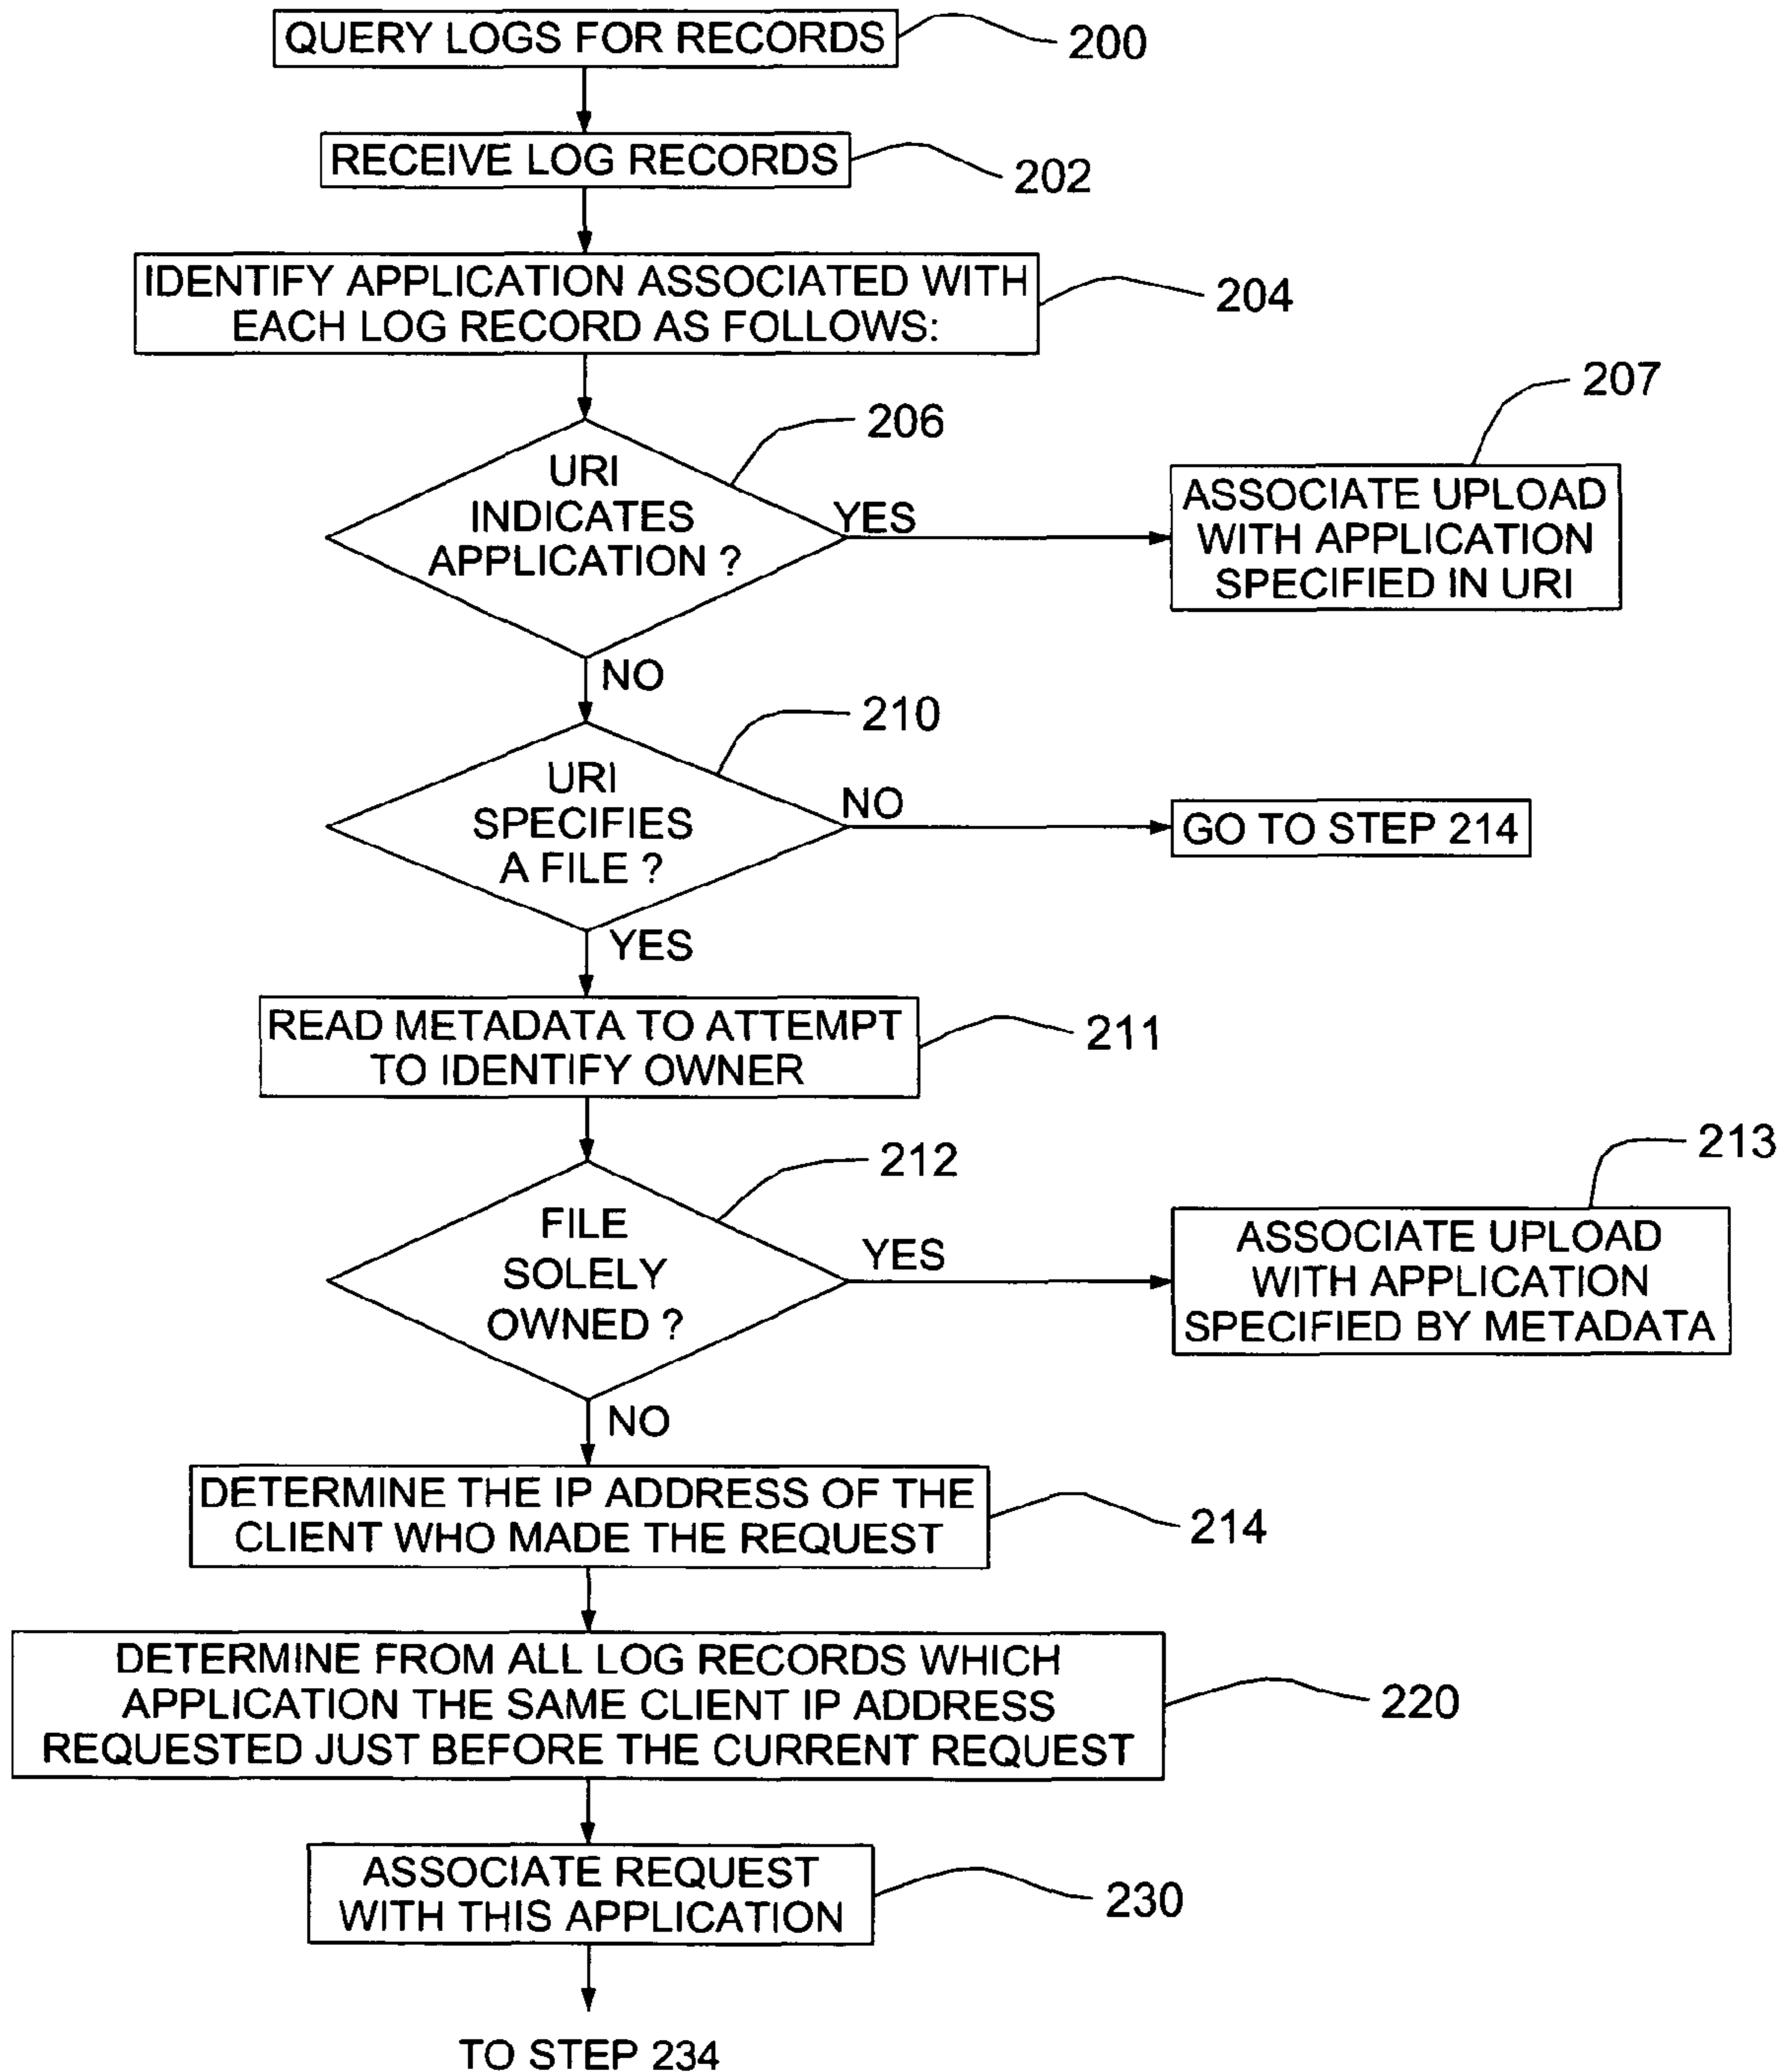 QUERY LOGS FOR RECORDS
200
RECEIVE LOG RECORDS
202
IDENTIFY APPLICATION ASSOCIATED WITH
EACH LOG RECORD AS FOLLOWS:
204
206
URI
INDICATES
APPLICATION ?
YES
207
ASSOCIATE UPLOAD
WITH APPLICATION
SPECIFIED IN URI
NO
210
URI
SPECIFIES
A FILE ?
NO
GO TO STEP 214
YES
READ METADATA TO ATTEMPT
TO IDENTIFY OWNER
211
212
FILE
SOLELY
OWNED ?
YES
213
ASSOCIATE UPLOAD
WITH APPLICATION
SPECIFIED BY METADATA
NO
DETERMINE THE IP ADDRESS OF THE
CLIENT WHO MADE THE REQUEST
214
DETERMINE FROM ALL LOG RECORDS WHICH
APPLICATION THE SAME CLIENT IP ADDRESS
REQUESTED JUST BEFORE THE CURRENT REQUEST
220
ASSOCIATE REQUEST
WITH THIS APPLICATION
230
TO STEP 234